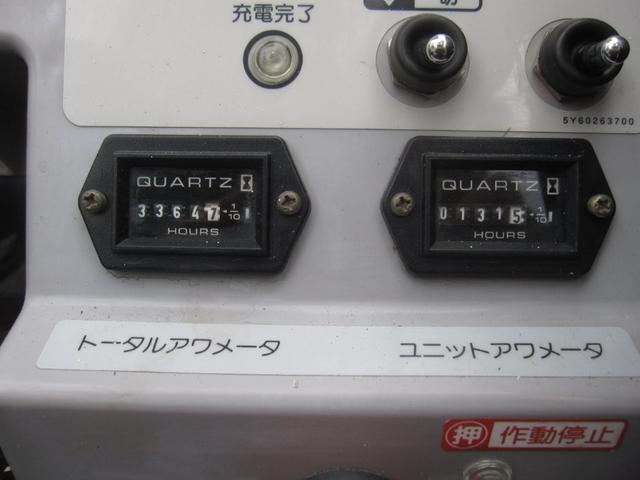 充電完了
5Y60263700
QUARTZ
33647 1/10
HOURS
QUARTZ
01315 1/10
HOURS
トータルアワメータ
ユニットアワメータ
押 作動停止